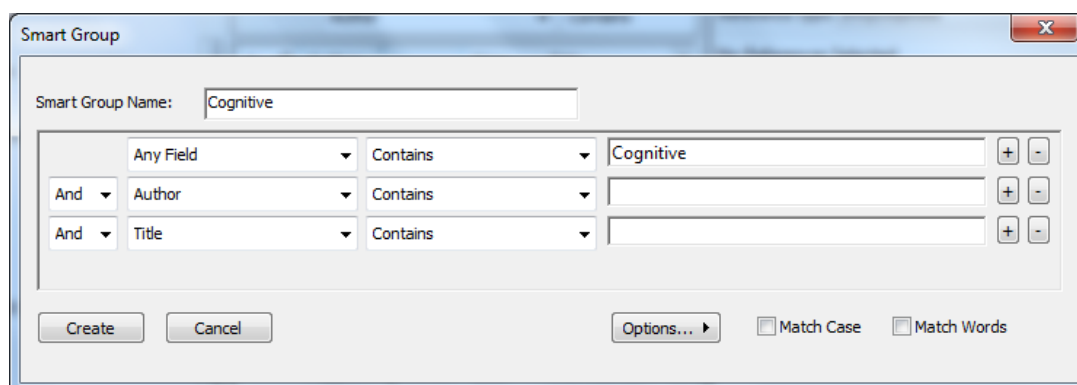 Smart Group
Smart Group Name: Cognitive
Any Field Contains Cognitive + -
And Author Contains + -
And Title Contains + -
Create Cancel Options... Match Case Match Words